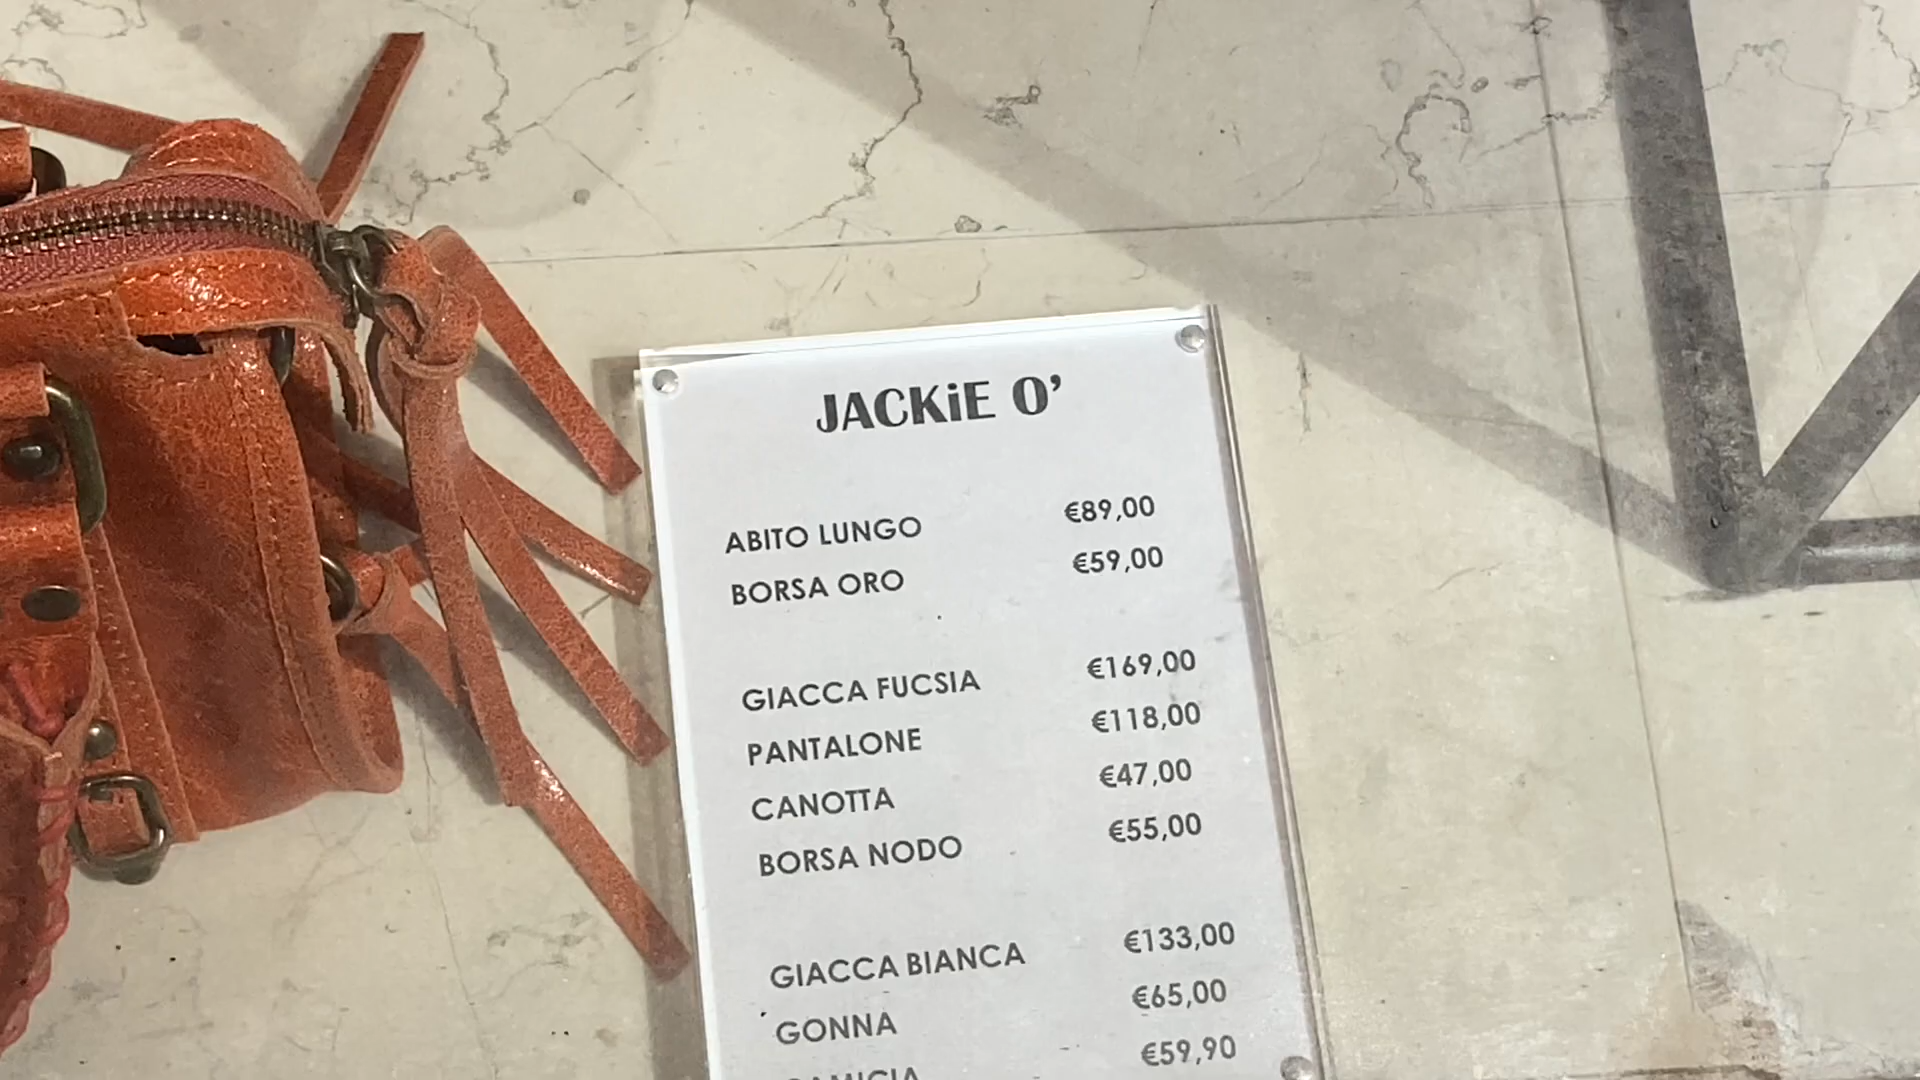 JACKiE O'
ABITO LUNGO €89,00
BORSA ORO €59,00
GIACCA FUCSIA €169,00
PANTALONE €118,00
CANOTTA €47,00
BORSA NODO €55,00
GIACCA BIANCA €133,00
GONNA €65,00
CAMICIA €59,90